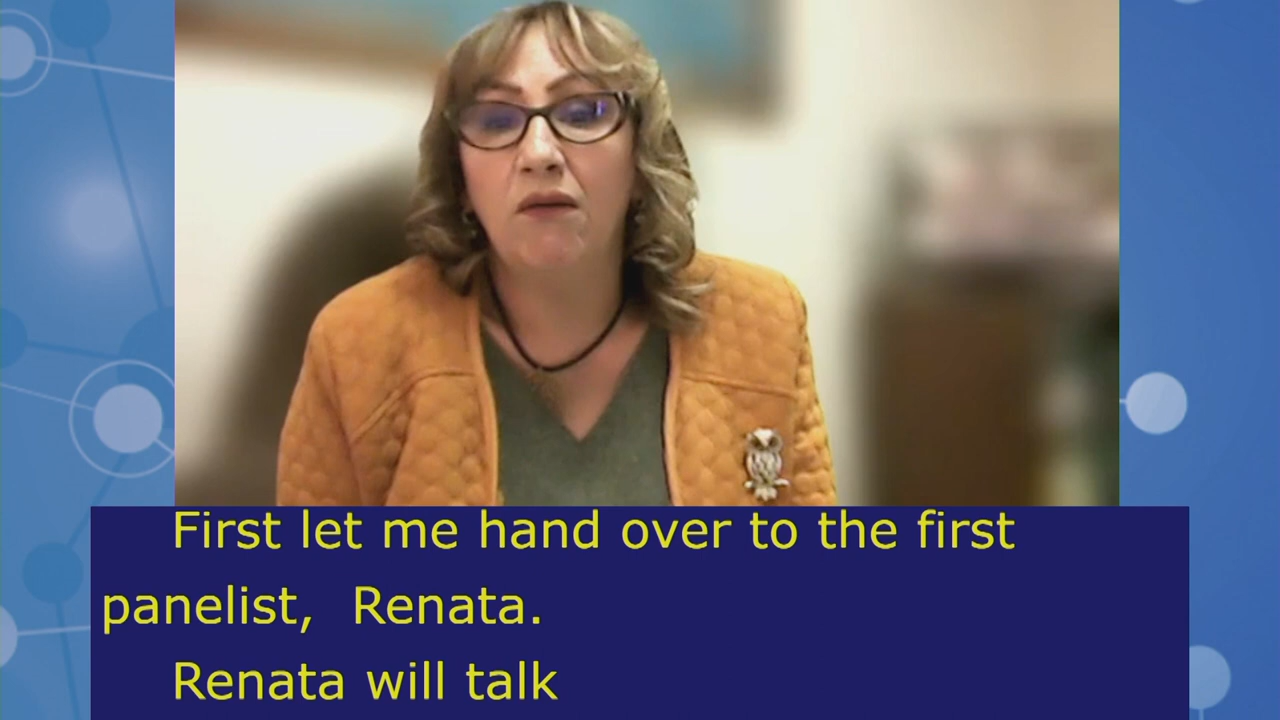 First let me hand over to the first
panelist, Renata.
Renata will talk